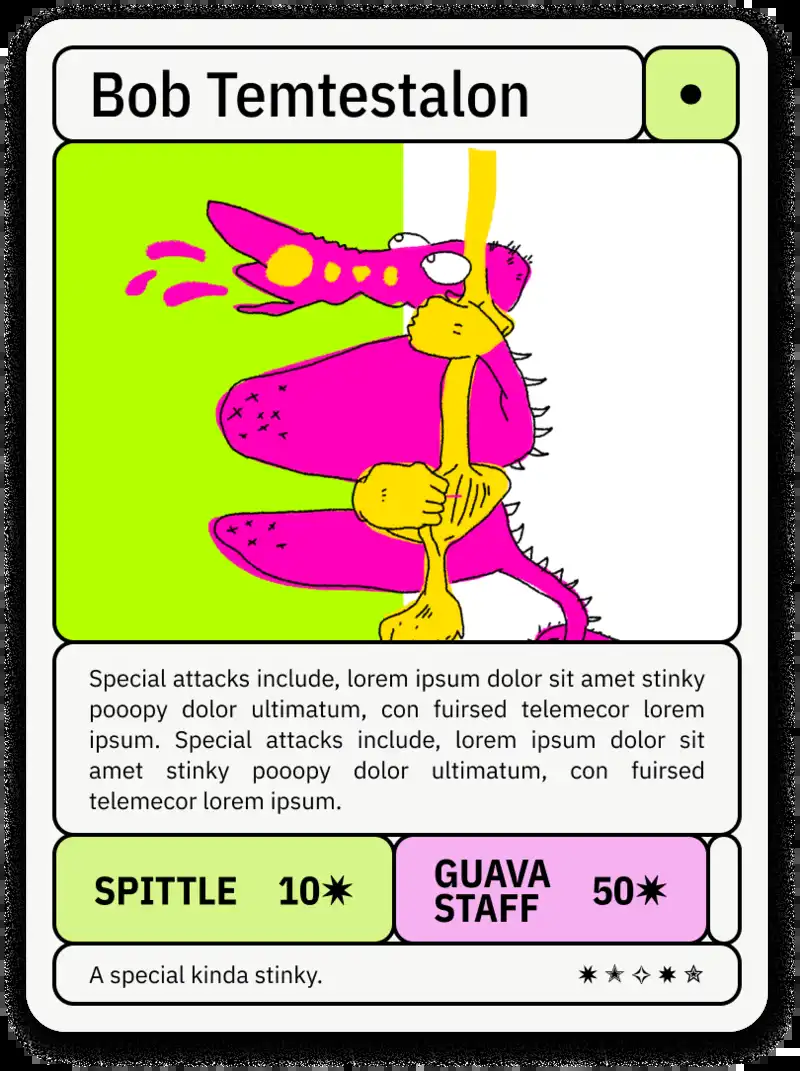 Bob Temtestalon
Special attacks include, lorem ipsum dolor sit amet stinky
pooopy dolor ultimatum, con fuirsed telemecor lorem
ipsum. Special attacks include, lorem ipsum dolor sit
amet stinky pooopy dolor ultimatum, con fuirsed
telemecor lorem ipsum.
SPITTLE 10✷
GUAVA
STAFF 50✷
A special kinda stinky.